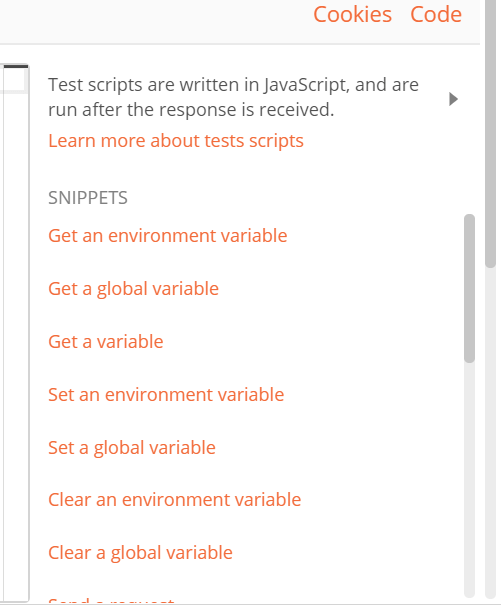 Cookies Code
Test scripts are written in JavaScript, and are
run after the response is received.
Learn more about tests scripts
SNIPPETS
Get an environment variable
Get a global variable
Get a variable
Set an environment variable
Set a global variable
Clear an environment variable
Clear a global variable
Send a request